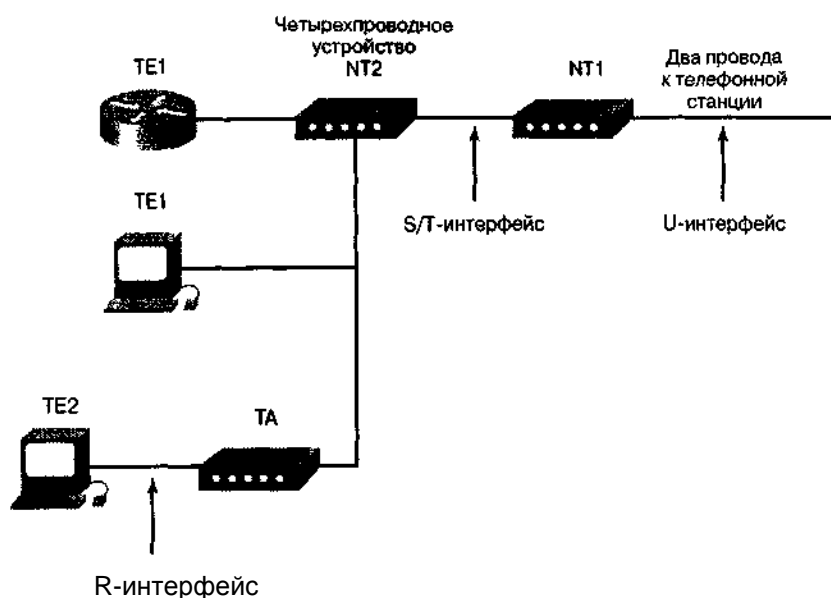 Четырехпроводное
устройство
TE1
NT2
NT1
Два провода
к телефонной
станции
TE1
S/T-интерфейс
U-интерфейс
TE2
TA
R-интерфейс